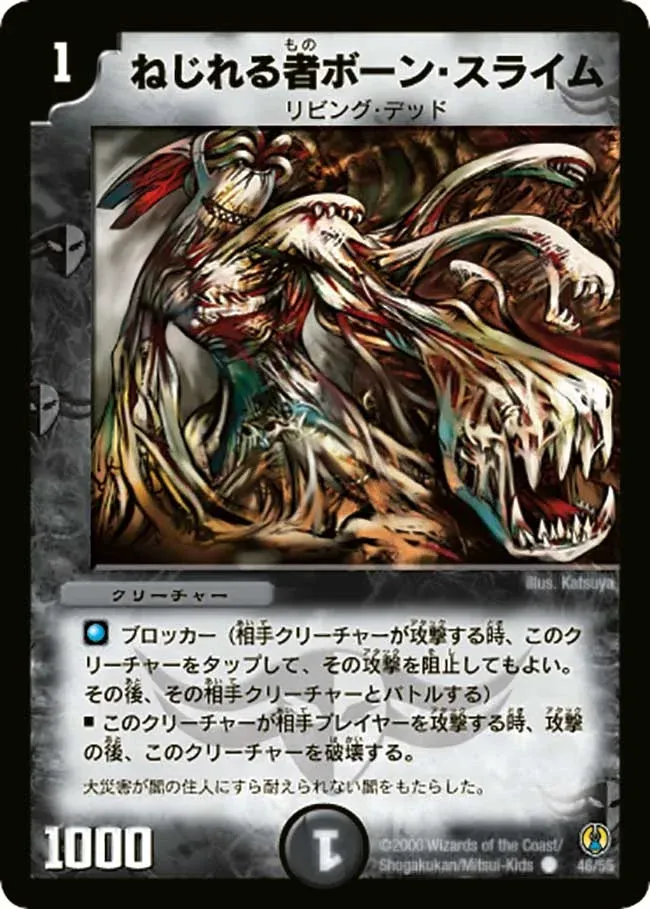 1
ねじれる者ボーン・スライム
もの
リビング・デッド
illus. Katsuya
クリーチャー
ブロッカー（相手クリーチャーが攻撃する時、このク
リーチャーをタップして、その攻撃を阻止してもよい。
その後、その相手クリーチャーとバトルする）
■ このクリーチャーが相手プレイヤーを攻撃する時、攻撃
の後、このクリーチャーを破壊する。
大災害が闇の住人にすら耐えられない闇をもたらした。
1000
1
©2006 Wizards of the Coast/
Shogakukan/Mitsui-Kids
46/55